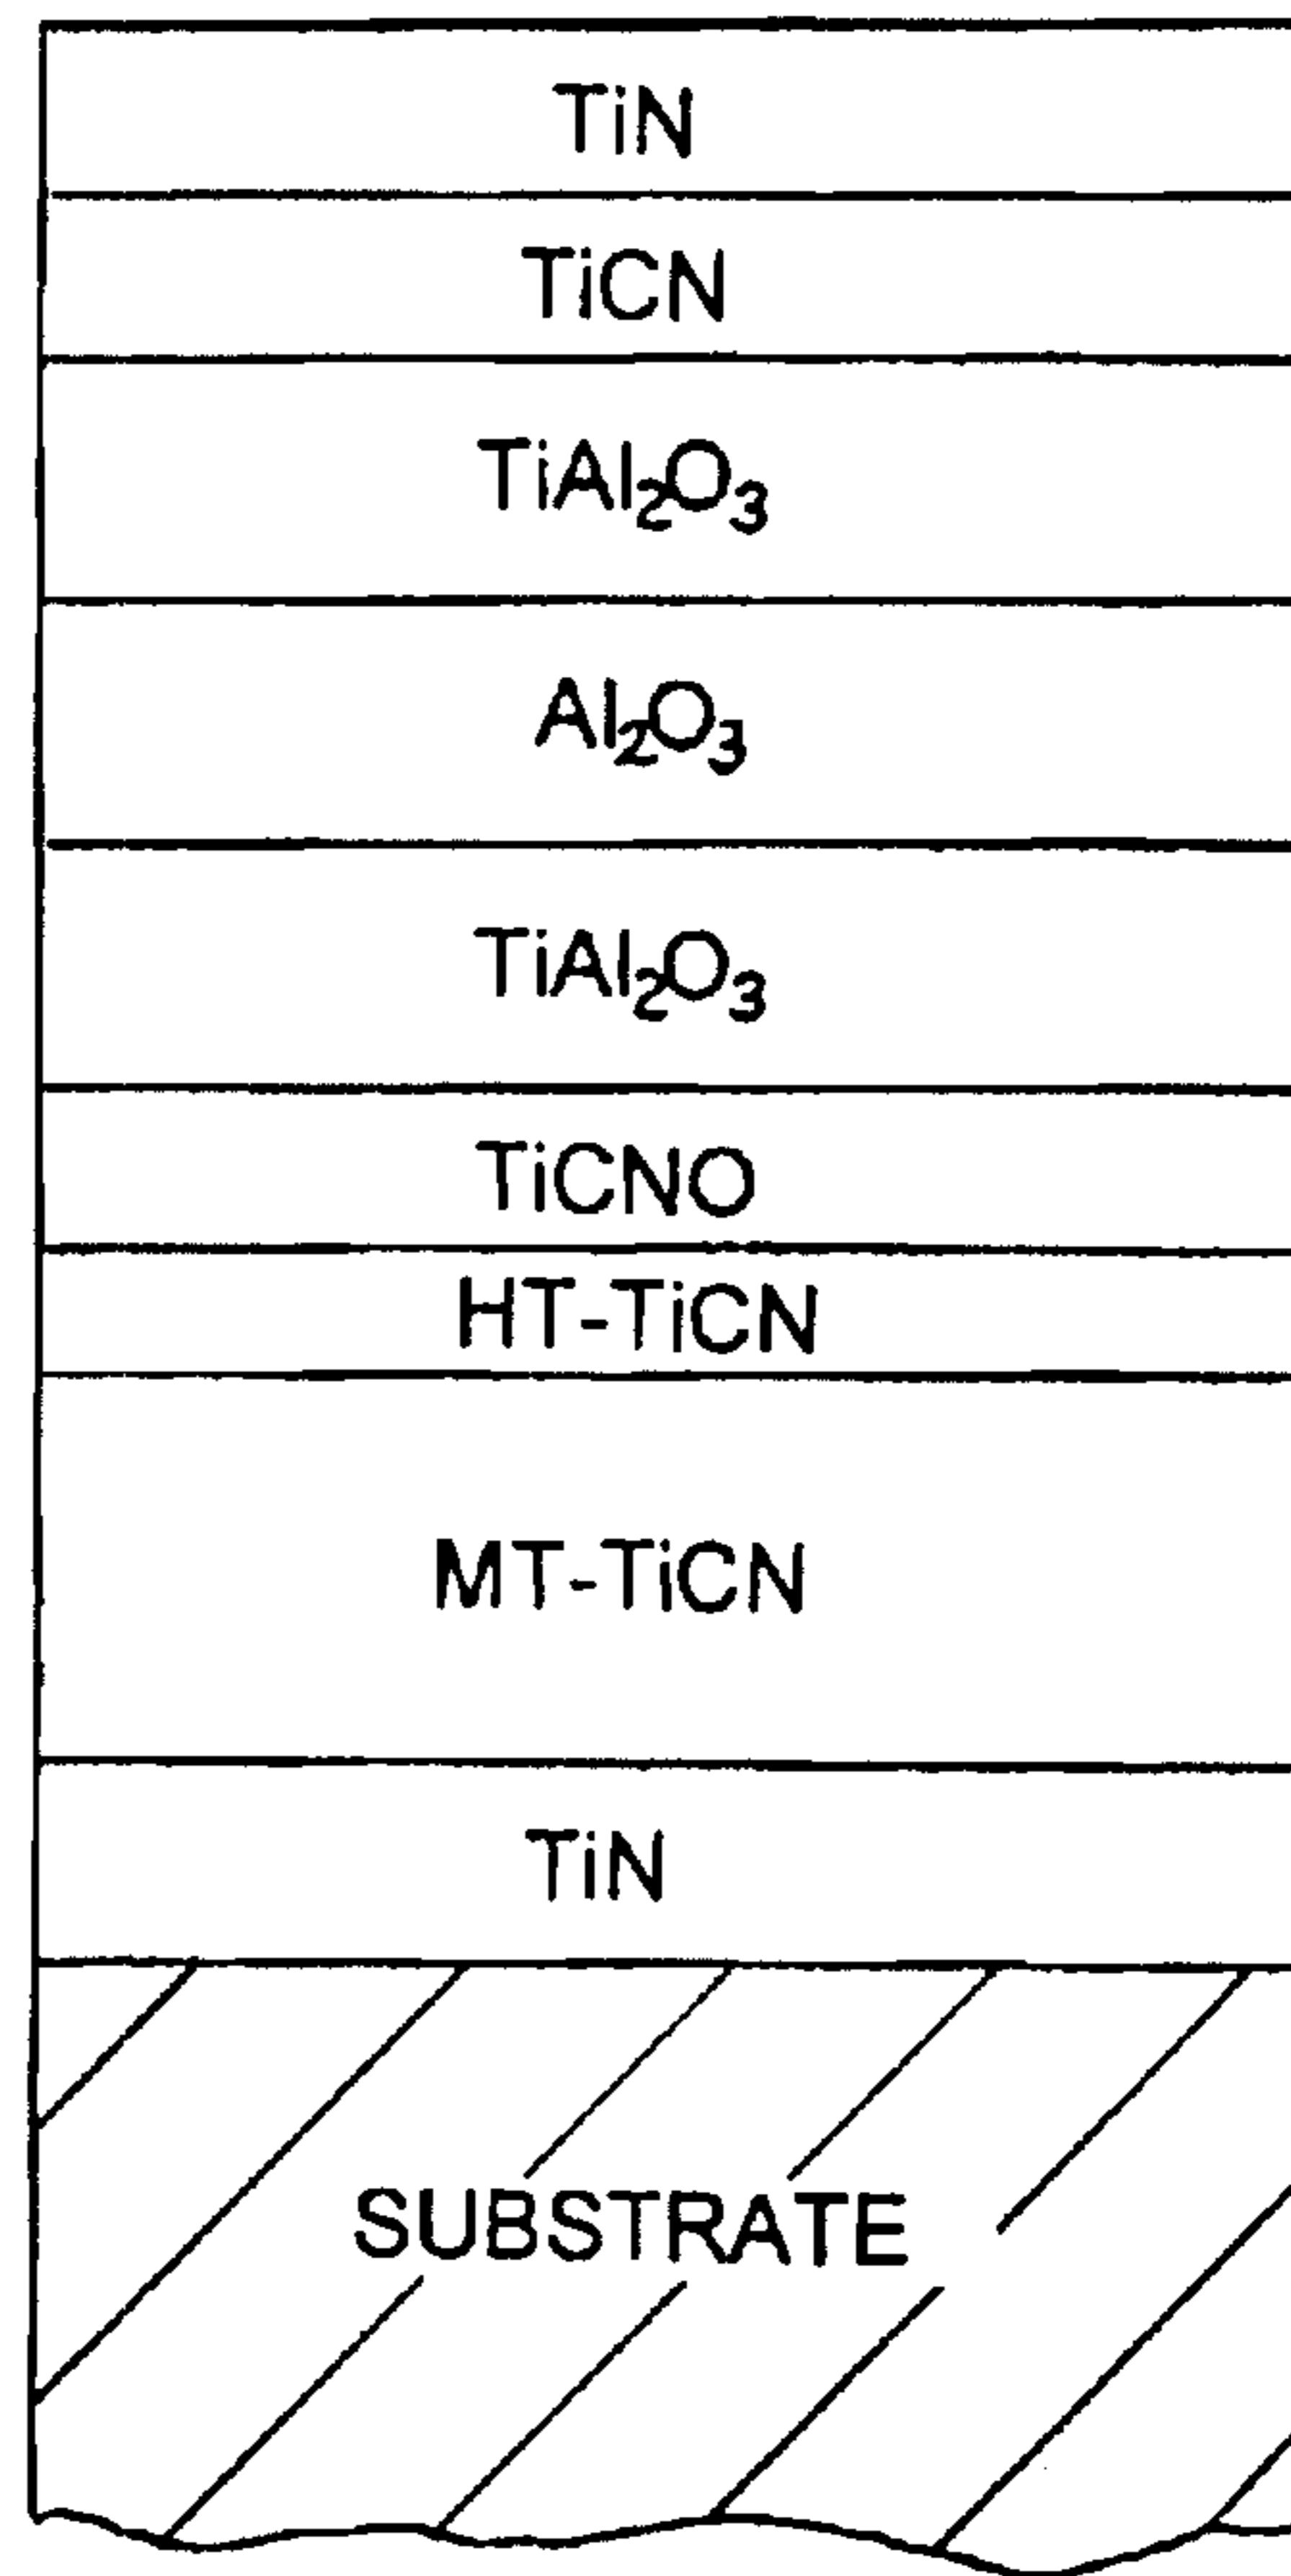 TiN
TiCN
TiAl₂O₃
Al₂O₃
TiAl₂O₃
TiCNO
HT-TiCN
MT-TiCN
TiN
SUBSTRATE